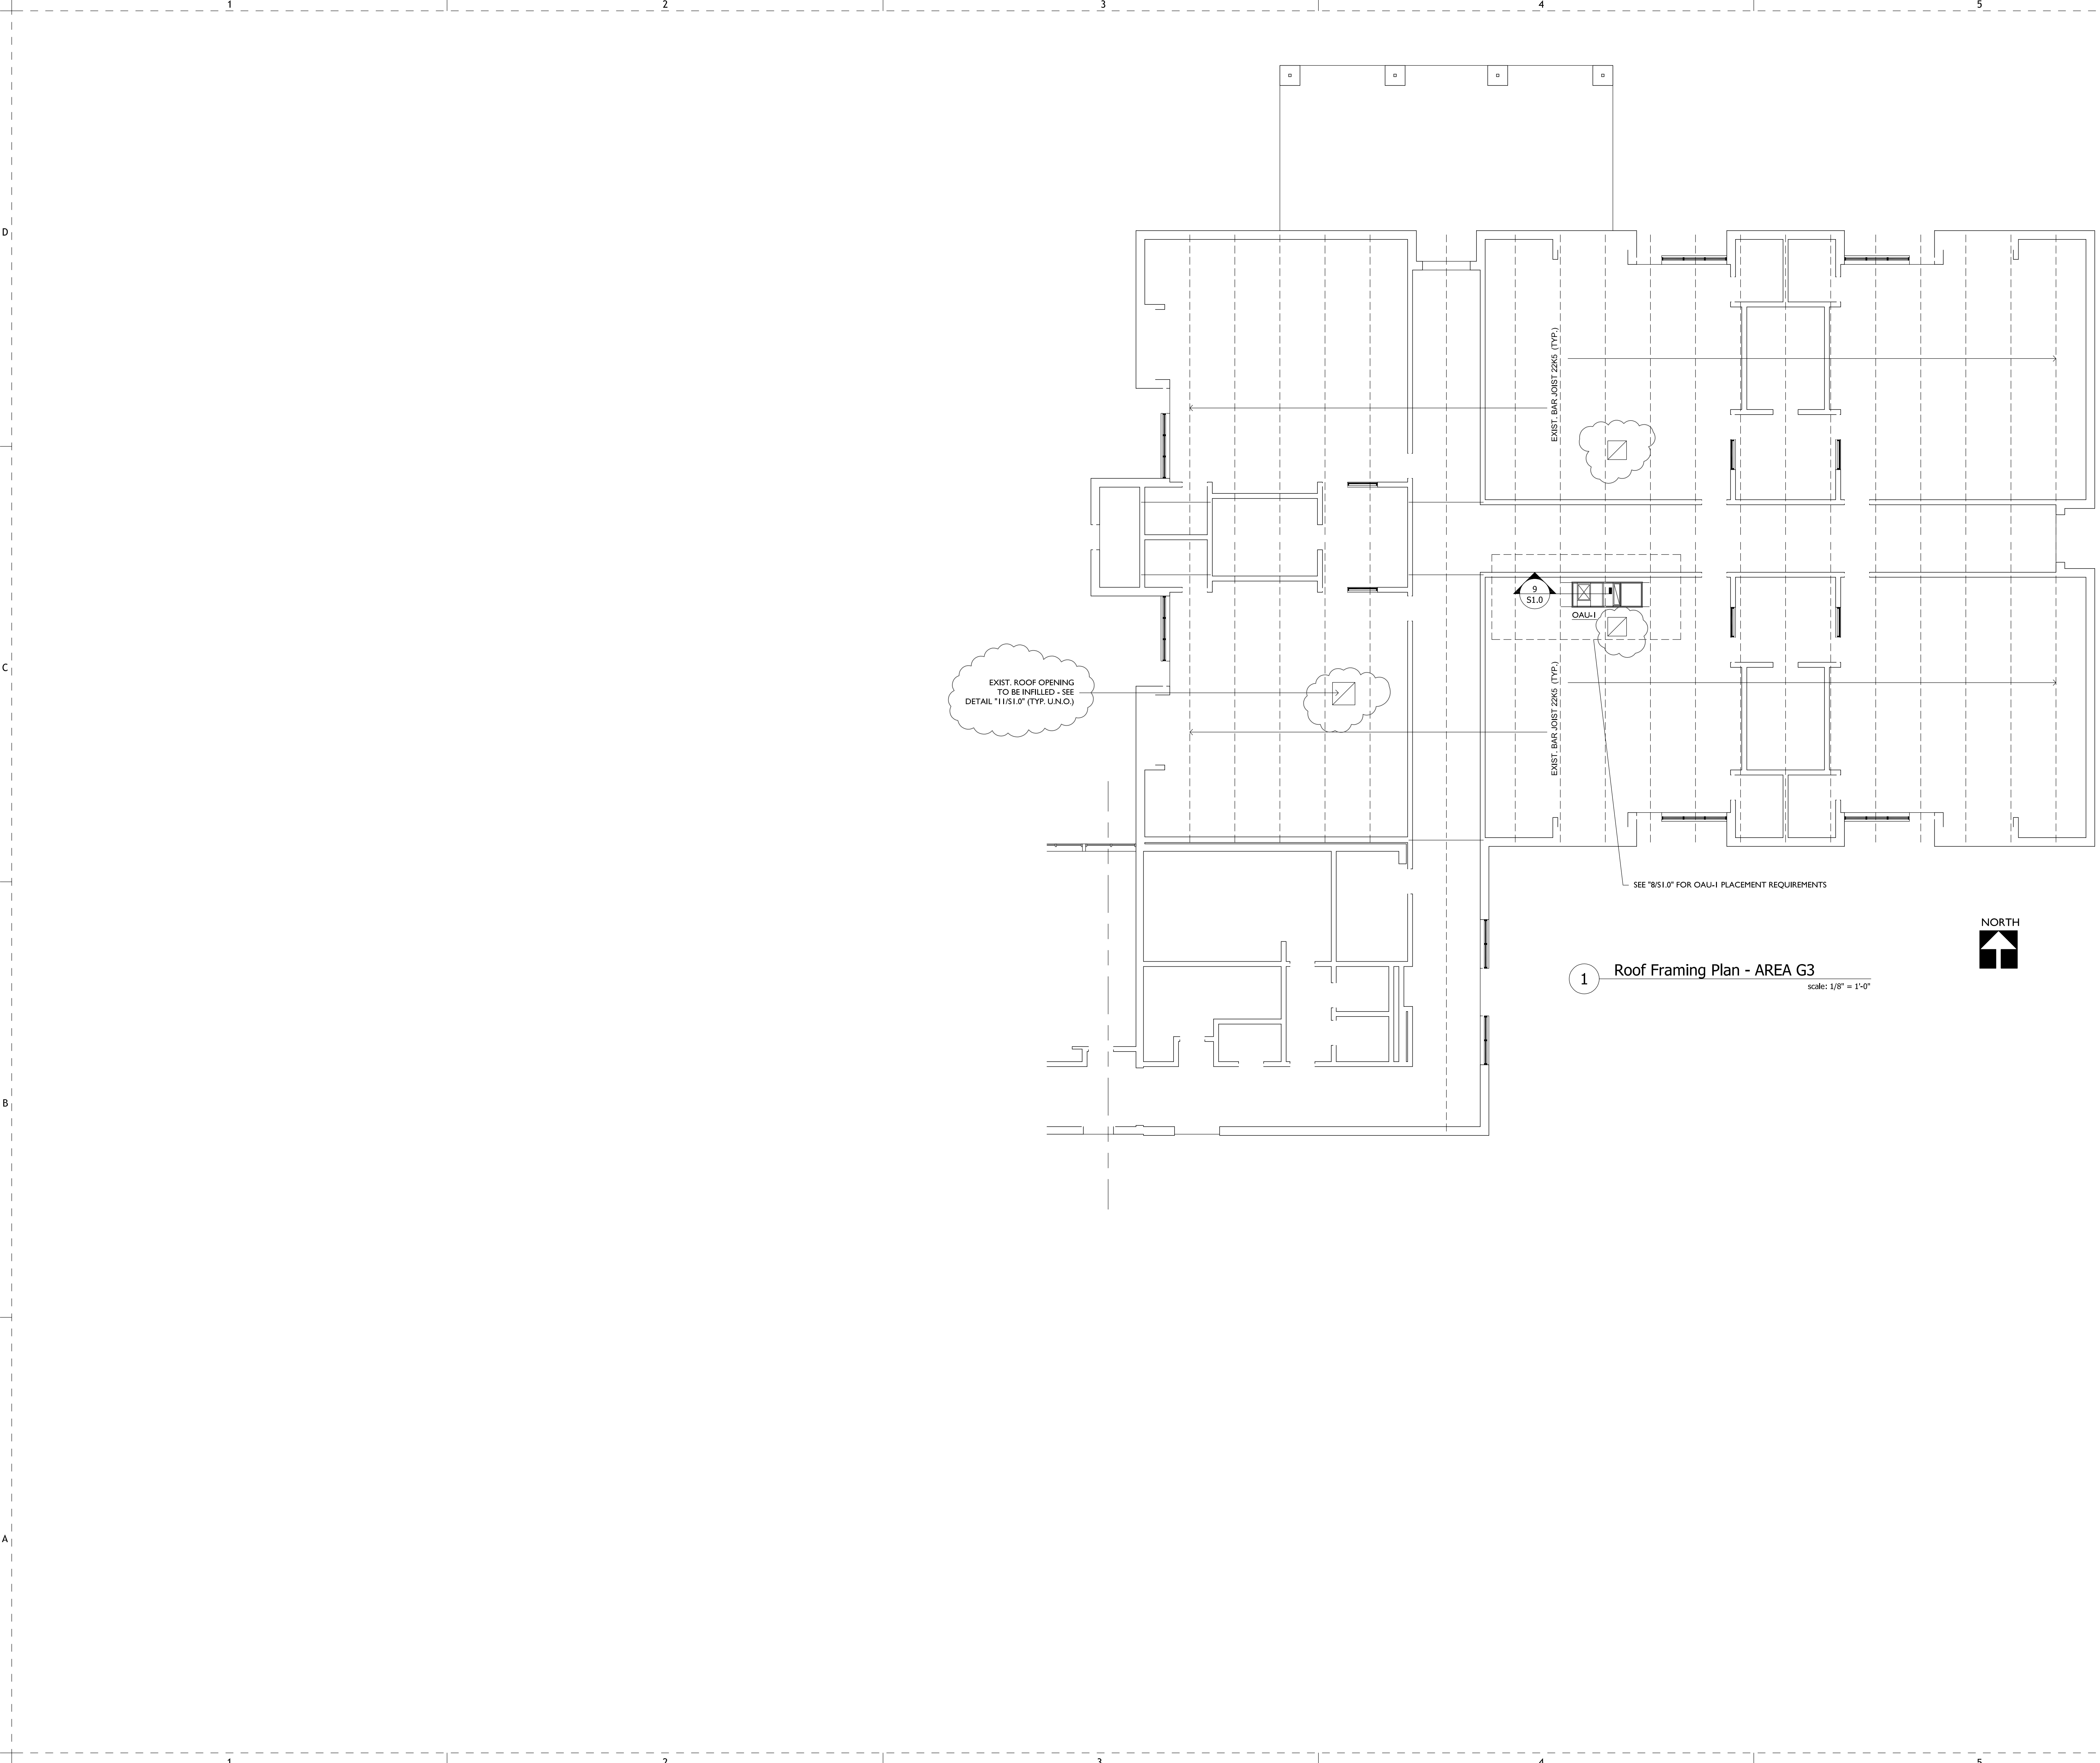 1 2 3 4 5
D
EXIST. BAR JOIST 22K5 (TYP.)
9
S1.0
OAU-1
C
EXIST. ROOF OPENING
TO BE INFILLED - SEE
DETAIL "11/S1.0" (TYP. U.N.O.)
EXIST. BAR JOIST 22K5 (TYP.)
SEE "8/S1.0" FOR OAU-1 PLACEMENT REQUIREMENTS
NORTH
1
Roof Framing Plan - AREA G3
scale: 1/8" = 1'-0"
B
A
1 2 3 4 5